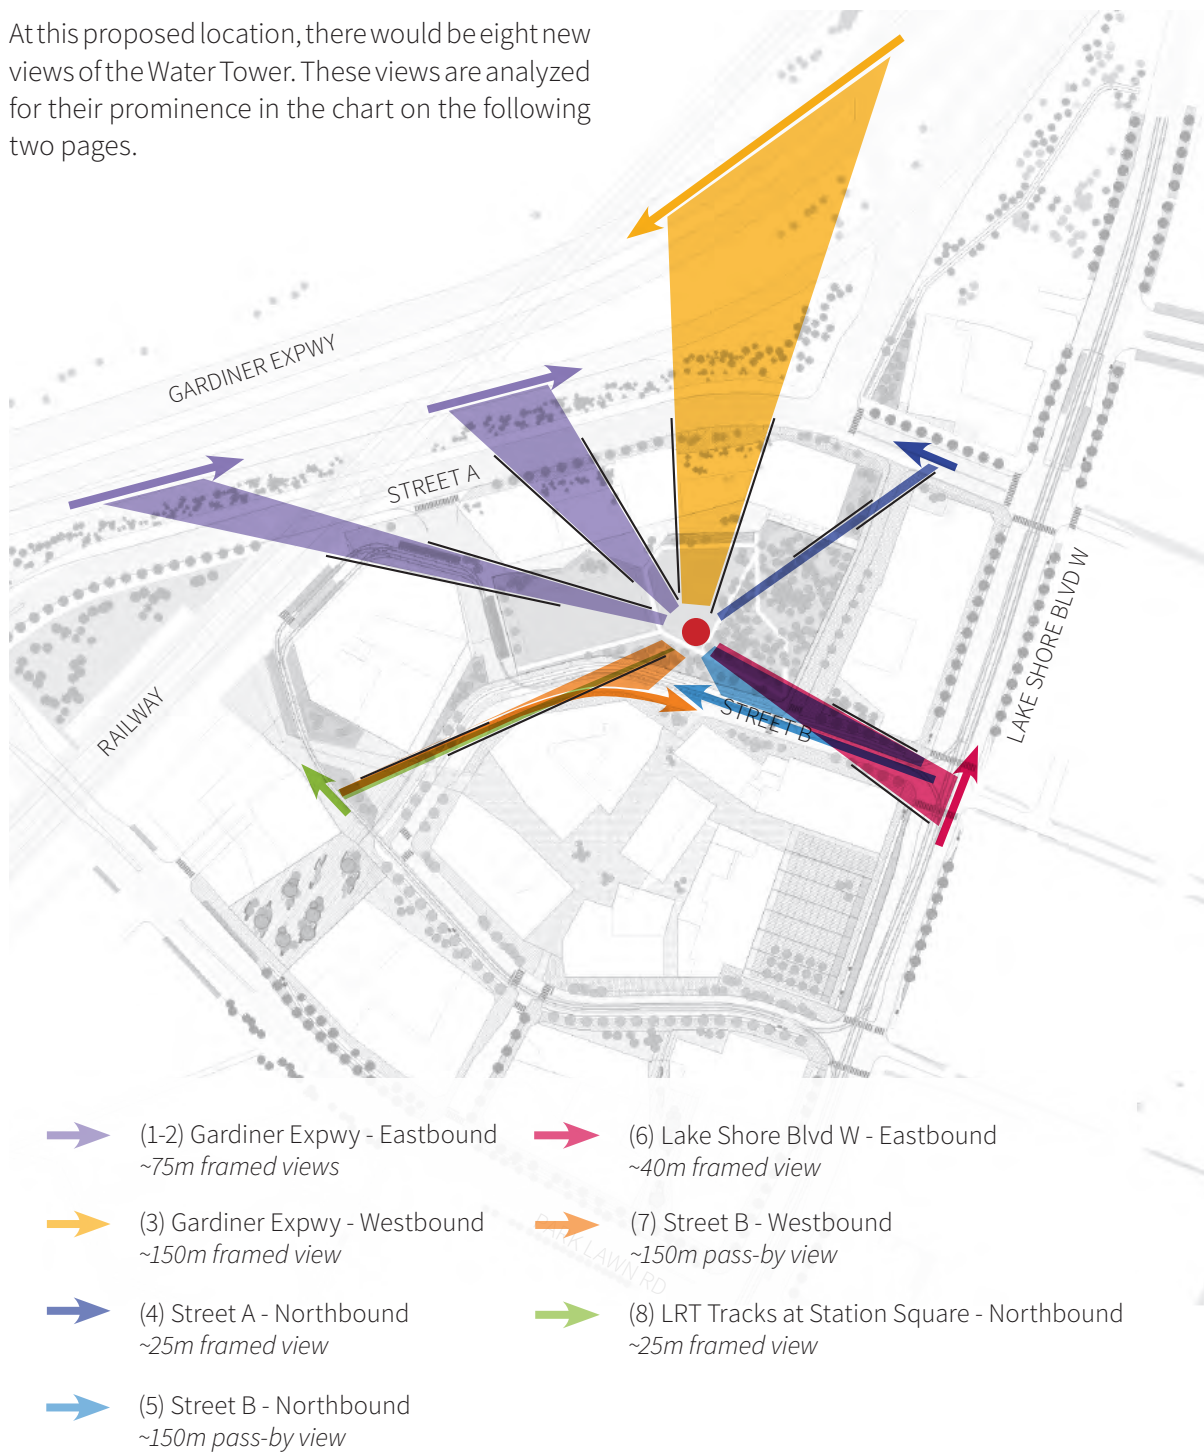 At this proposed location, there would be eight new
views of the Water Tower. These views are analyzed
for their prominence in the chart on the following
two pages.
GARDINER EXPWY
STREET A
LAKE SHORE BLVD W
RAILWAY
STREET B
(1-2) Gardiner Expwy - Eastbound
~75m framed views
(3) Gardiner Expwy - Westbound
~150m framed view
(4) Street A - Northbound
~25m framed view
(5) Street B - Northbound
~150m pass-by view
(6) Lake Shore Blvd W - Eastbound
~40m framed view
(7) Street B - Westbound
~150m pass-by view
(8) LRT Tracks at Station Square - Northbound
~25m framed view
PARK LAWN RD